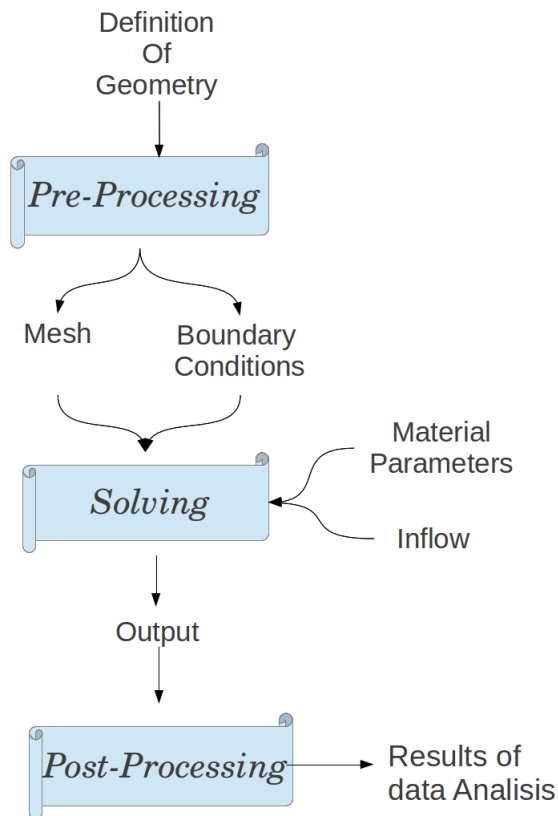 Definition
Of
Geometry
Pre-Processing
Mesh
Boundary
Conditions
Material
Parameters
Solving
Inflow
Output
Post-Processing
Results of
data Analisis